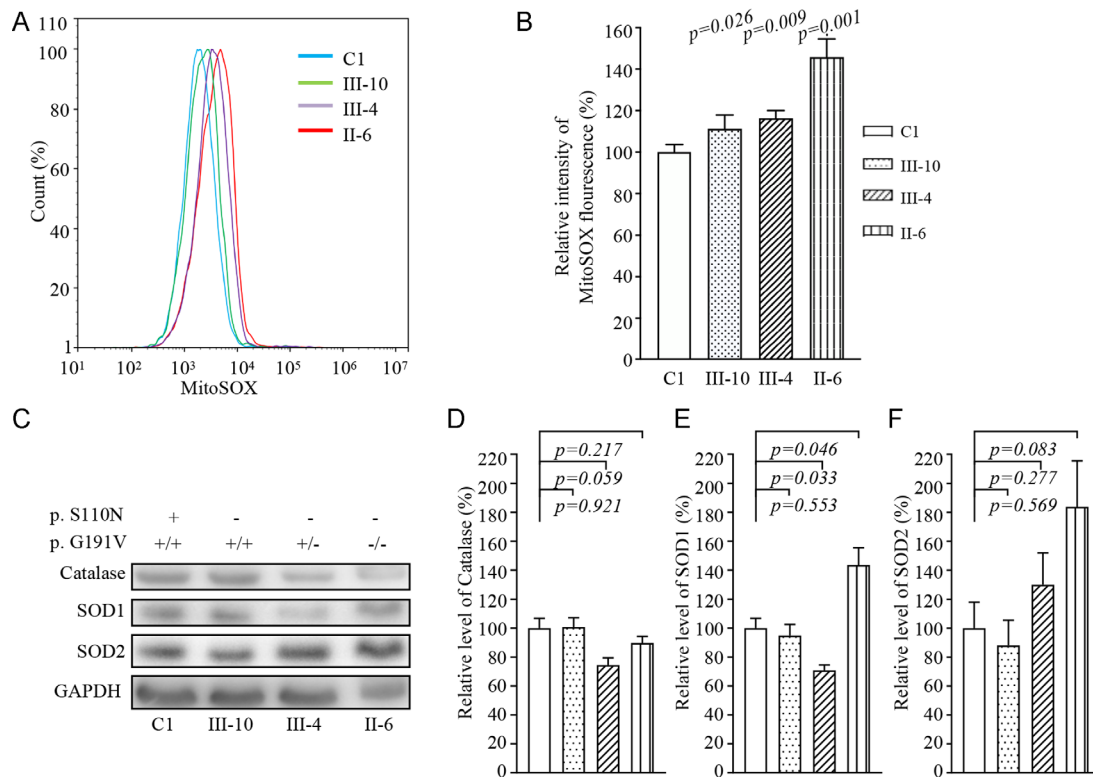 A
100
80
60
40
20
1
Count (%)
10¹ 10² 10³ 10⁴ 10⁵ 10⁶ 10⁷
MitoSOX
C1
III-10
III-4
II-6
B
p=0.026 p=0.009 p=0.001
160
140
120
100
80
60
40
20
0
Relative intensity of
MitoSOX flourescence (%)
C1 III-10 III-4 II-6
C1
III-10
III-4
II-6
C
p. S110N + - - -
p. G191V +/+ +/+ +/- -/-
Catalase
SOD1
SOD2
GAPDH
C1 III-10 III-4 II-6
D
p=0.217
p=0.059
p=0.921
220
200
180
160
140
120
100
80
60
40
20
0
Relative level of Catalase (%)
E
p=0.046
p=0.033
p=0.553
220
200
180
160
140
120
100
80
60
40
20
0
Relative level of SOD1 (%)
F
p=0.083
p=0.277
p=0.569
220
200
180
160
140
120
100
80
60
40
20
0
Relative level of SOD2 (%)